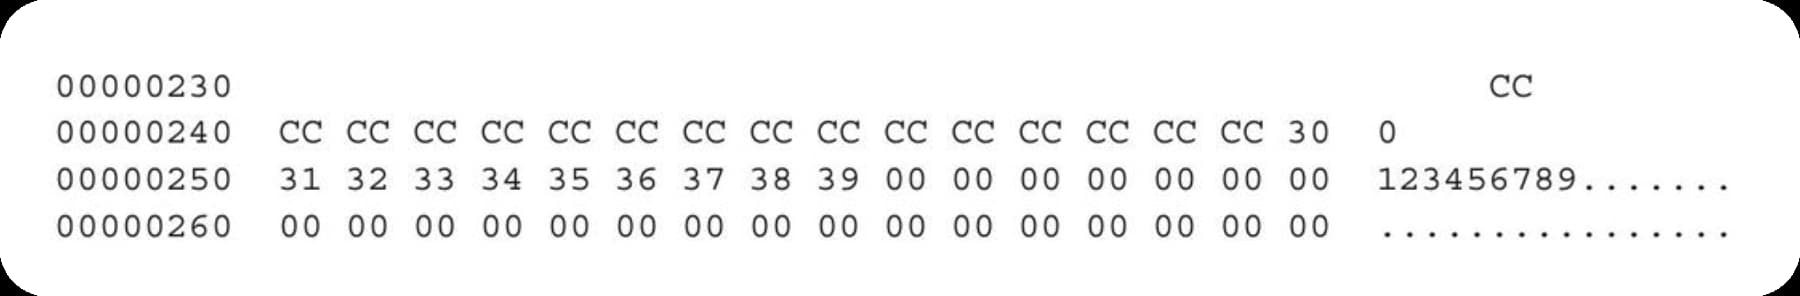 00000230 CC
00000240 CC CC CC CC CC CC CC CC CC CC CC CC CC CC CC 30 0
00000250 31 32 33 34 35 36 37 38 39 00 00 00 00 00 00 00 123456789.......
00000260 00 00 00 00 00 00 00 00 00 00 00 00 00 00 00 00 ................